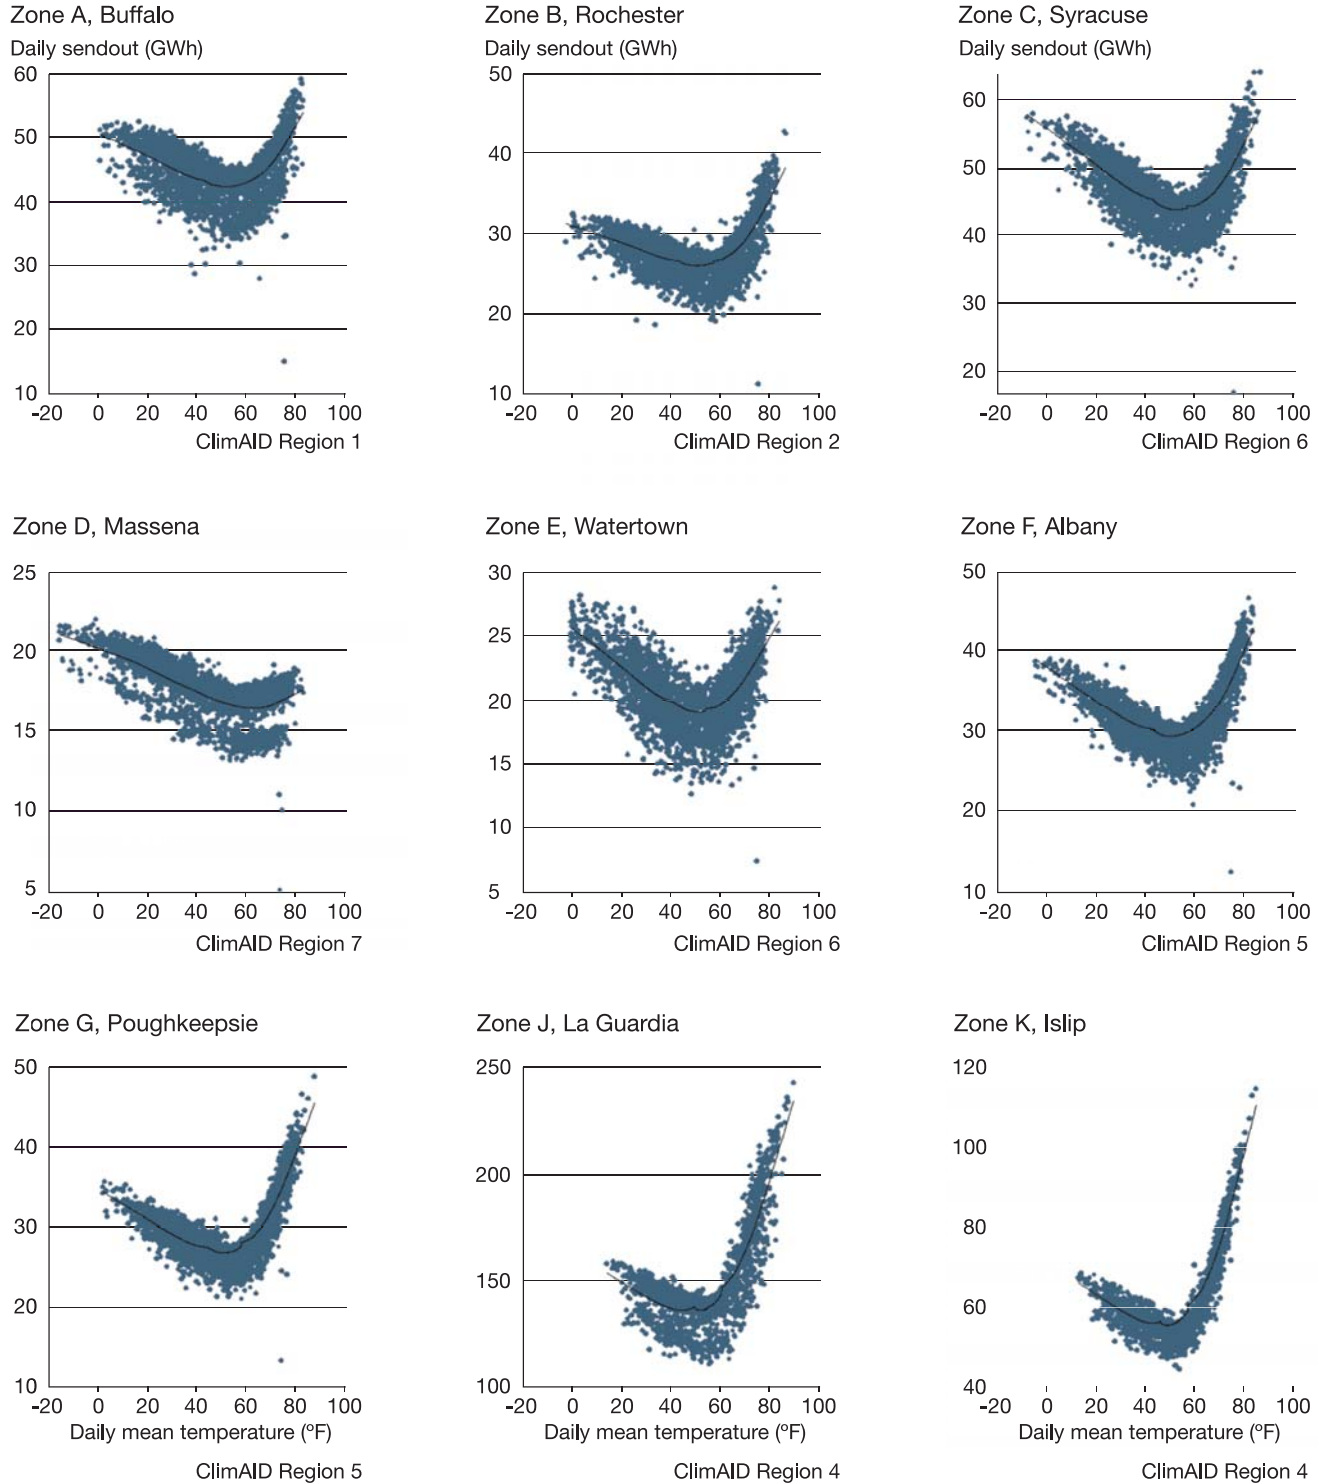 Zone A, Buffalo
Daily sendout (GWh)
60
50
40
30
20
10
-20 0 20 40 60 80 100
ClimAID Region 1
Zone B, Rochester
Daily sendout (GWh)
50
40
30
20
10
-20 0 20 40 60 80 100
ClimAID Region 2
Zone C, Syracuse
Daily sendout (GWh)
60
50
40
30
20
-20 0 20 40 60 80 100
ClimAID Region 6
Zone D, Massena
25
20
15
10
5
-20 0 20 40 60 80 100
ClimAID Region 7
Zone E, Watertown
30
25
20
15
10
5
-20 0 20 40 60 80 100
ClimAID Region 6
Zone F, Albany
50
40
30
20
10
-20 0 20 40 60 80 100
ClimAID Region 5
Zone G, Poughkeepsie
50
40
30
20
10
-20 0 20 40 60 80 100
Daily mean temperature (ºF)
ClimAID Region 5
Zone J, La Guardia
250
200
150
100
-20 0 20 40 60 80 100
Daily mean temperature (ºF)
ClimAID Region 4
Zone K, Islip
120
100
80
60
40
-20 0 20 40 60 80 100
Daily mean temperature (ºF)
ClimAID Region 4